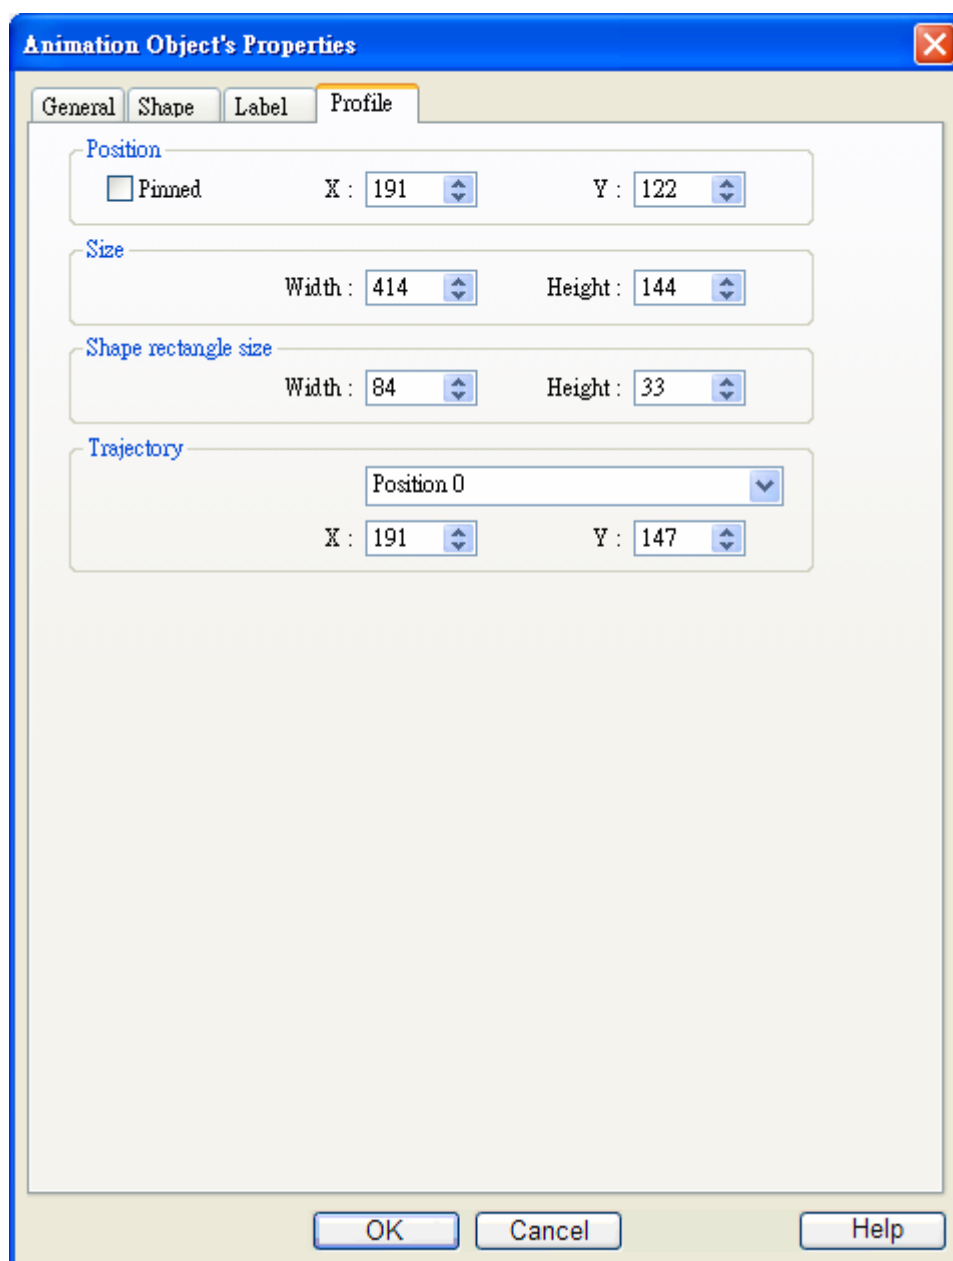 Animation Object's Properties
General Shape Label Profile
Position
Pinned X : 191 Y : 122
Size
Width : 414 Height : 144
Shape rectangle size
Width : 84 Height : 33
Trajectory
Position 0
X : 191 Y : 147
OK Cancel Help